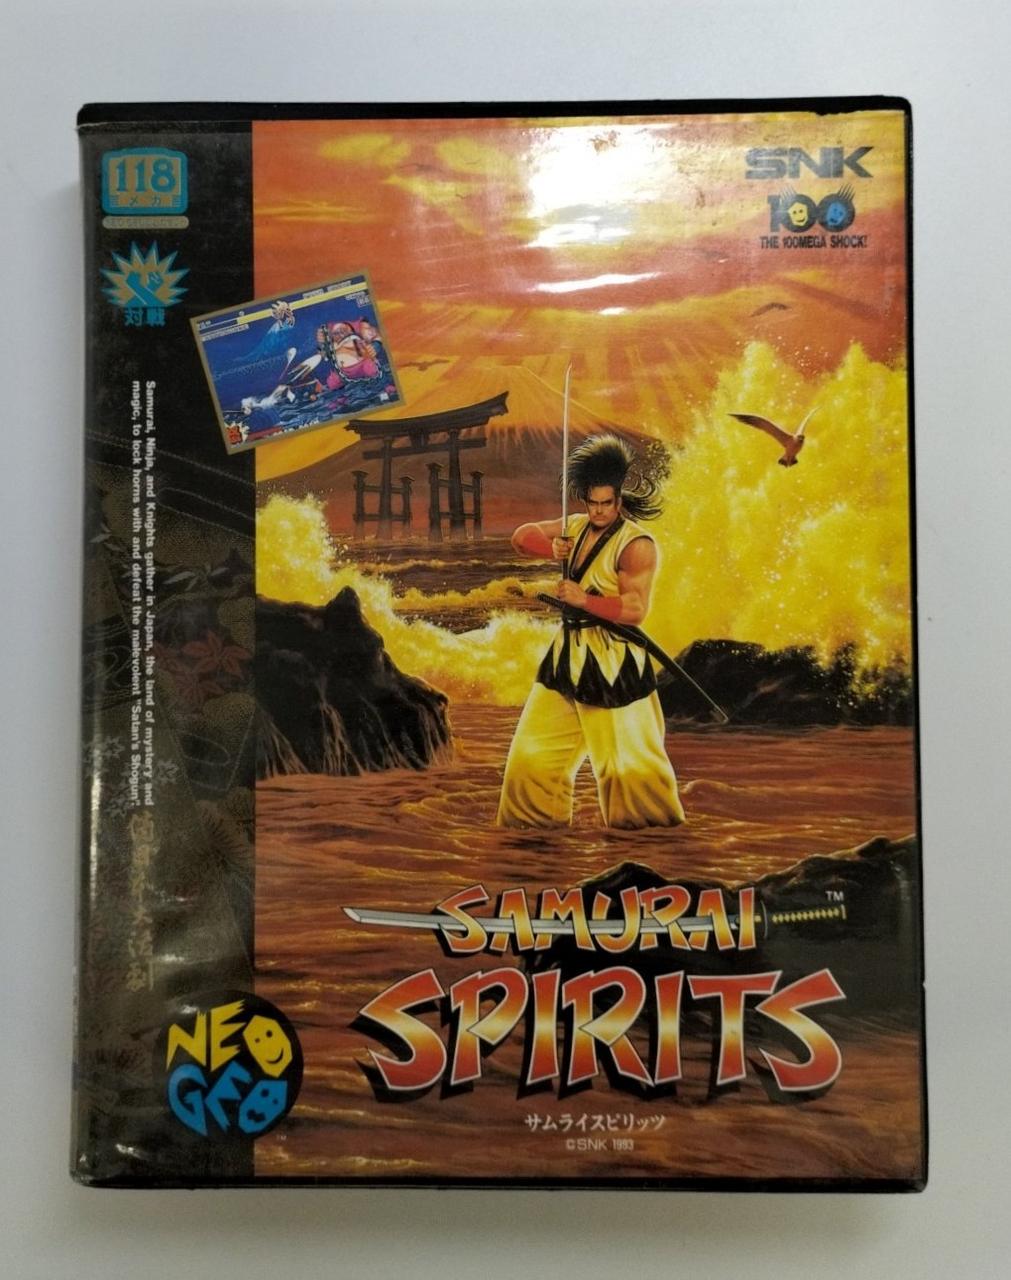 118
メガ
対戦
SNK
100
THE 100MEGA SHOCK!
Samurai, Ninja, and Knights gather in Japan, the land of mystery and
magic, to lock horns with and defeat the malevolent "Satan's Shogun"
SAMURAI
TM
SPIRITS
サムライスピリッツ
©SNK 1993
NEO
GEO
TM